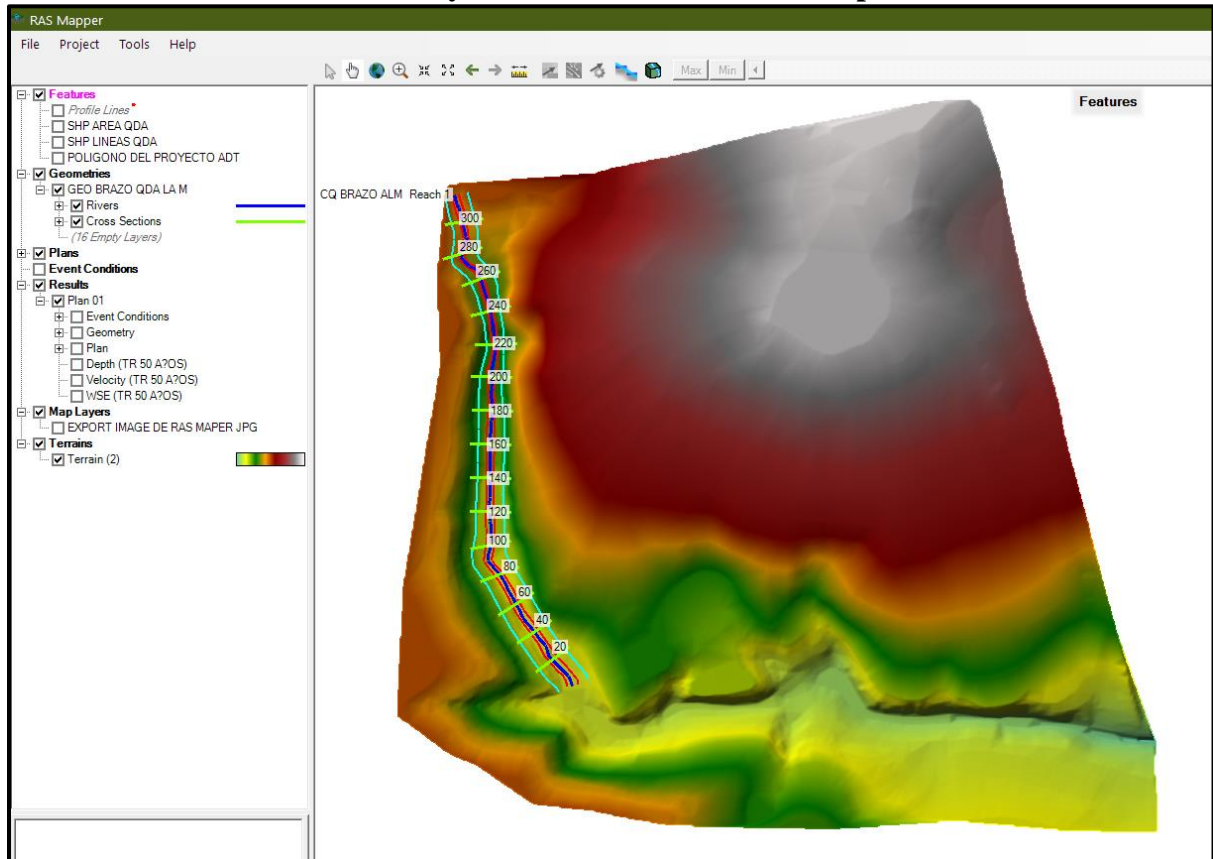 RAS Mapper
File Project Tools Help
Max Min
Features
Profile Lines
SHP AREA QDA
SHP LINEAS QDA
POLIGONO DEL PROYECTO ADT
Geometries
GEO BRAZO QDA LA M
Rivers
Cross Sections
(16 Empty Layers)
Plans
Event Conditions
Results
Plan 01
Event Conditions
Geometry
Plan
Depth (TR 50 A?OS)
Velocity (TR 50 A?OS)
WSE (TR 50 A?OS)
Map Layers
EXPORT IMAGE DE RAS MAPER JPG
Terrains
Terrain (2)
Features
CQ BRAZO ALM Reach 1
300
280
260
240
220
200
180
160
140
120
100
80
60
40
20